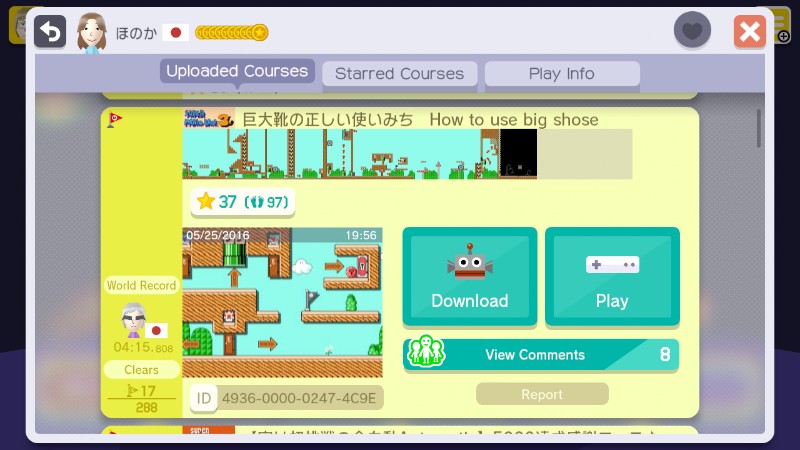 ほのか
Uploaded Courses
Starred Courses
Play Info
巨大靴の正しい使いみち How to use big shose
37 (97)
05/25/2016 19:56
World Record
04:15.808
Clears
17
288
Download
Play
View Comments 8
ID 4936-0000-0247-4C9E
Report